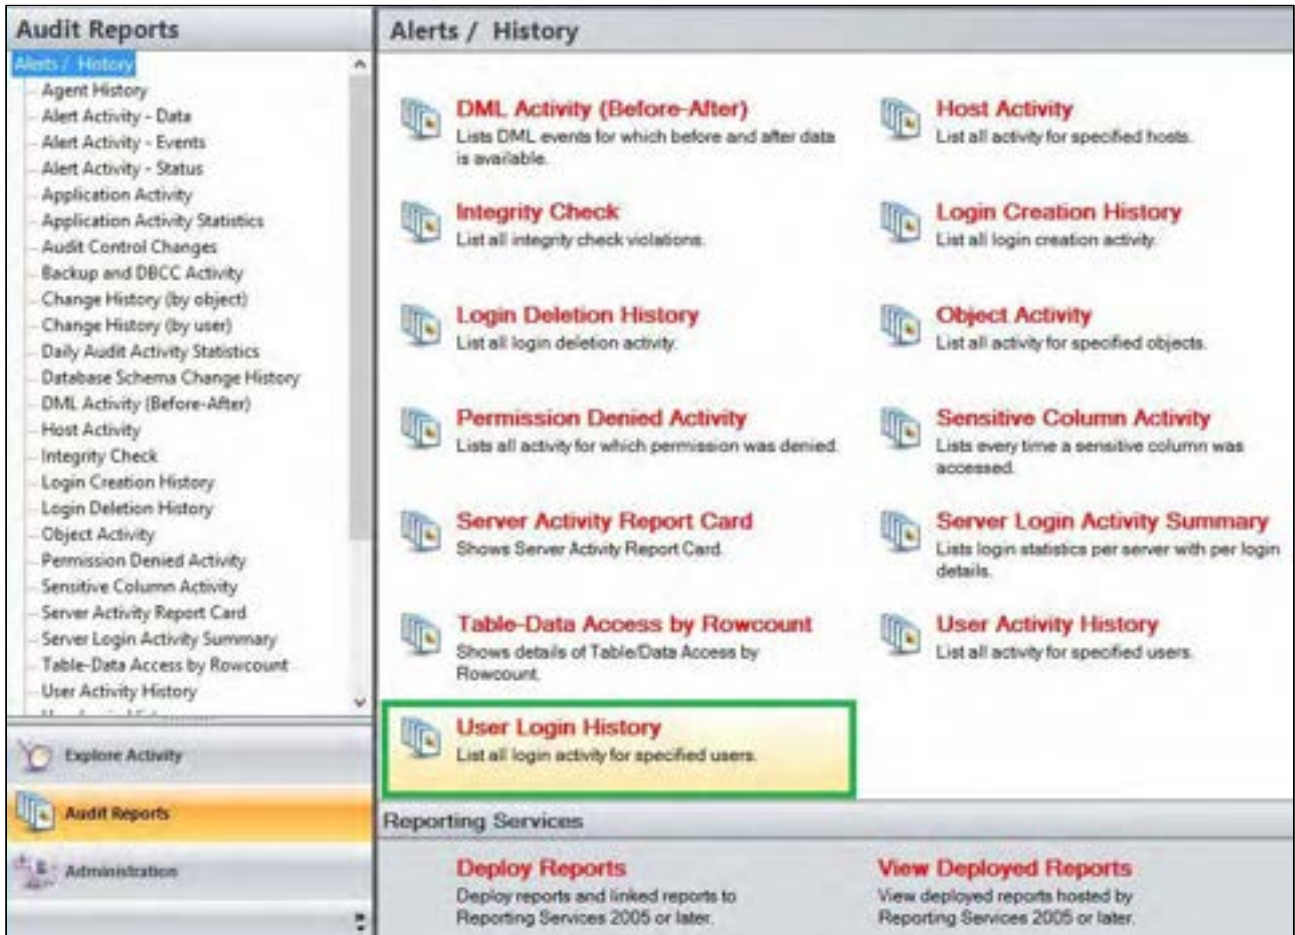 Audit Reports
Alerts / History
Agent History
Alert Activity - Data
Alert Activity - Events
Alert Activity - Status
Application Activity
Application Activity Statistics
Audit Control Changes
Backup and DBCC Activity
Change History (by object)
Change History (by user)
Daily Audit Activity Statistics
Database Schema Change History
DML Activity (Before-After)
Host Activity
Integrity Check
Login Creation History
Login Deletion History
Object Activity
Permission Denied Activity
Sensitive Column Activity
Server Activity Report Card
Server Login Activity Summary
Table-Data Access by Rowcount
User Activity History
Explore Activity
Audit Reports
Administration
Alerts / History
DML Activity (Before-After)
Lists DML events for which before and after data
is available.
Host Activity
List all activity for specified hosts.
Integrity Check
List all integrity check violations.
Login Creation History
List all login creation activity.
Login Deletion History
List all login deletion activity.
Object Activity
List all activity for specified objects.
Permission Denied Activity
Lists all activity for which permission was denied.
Sensitive Column Activity
Lists every time a sensitive column was
accessed.
Server Activity Report Card
Shows Server Activity Report Card.
Server Login Activity Summary
Lists login statistics per server with per login
details.
Table-Data Access by Rowcount
Shows details of Table/Data Access by
Rowcount.
User Activity History
List all activity for specified users.
User Login History
List all login activity for specified users.
Reporting Services
Deploy Reports
Deploy reports and linked reports to
Reporting Services 2005 or later.
View Deployed Reports
View deployed reports hosted by
Reporting Services 2005 or later.